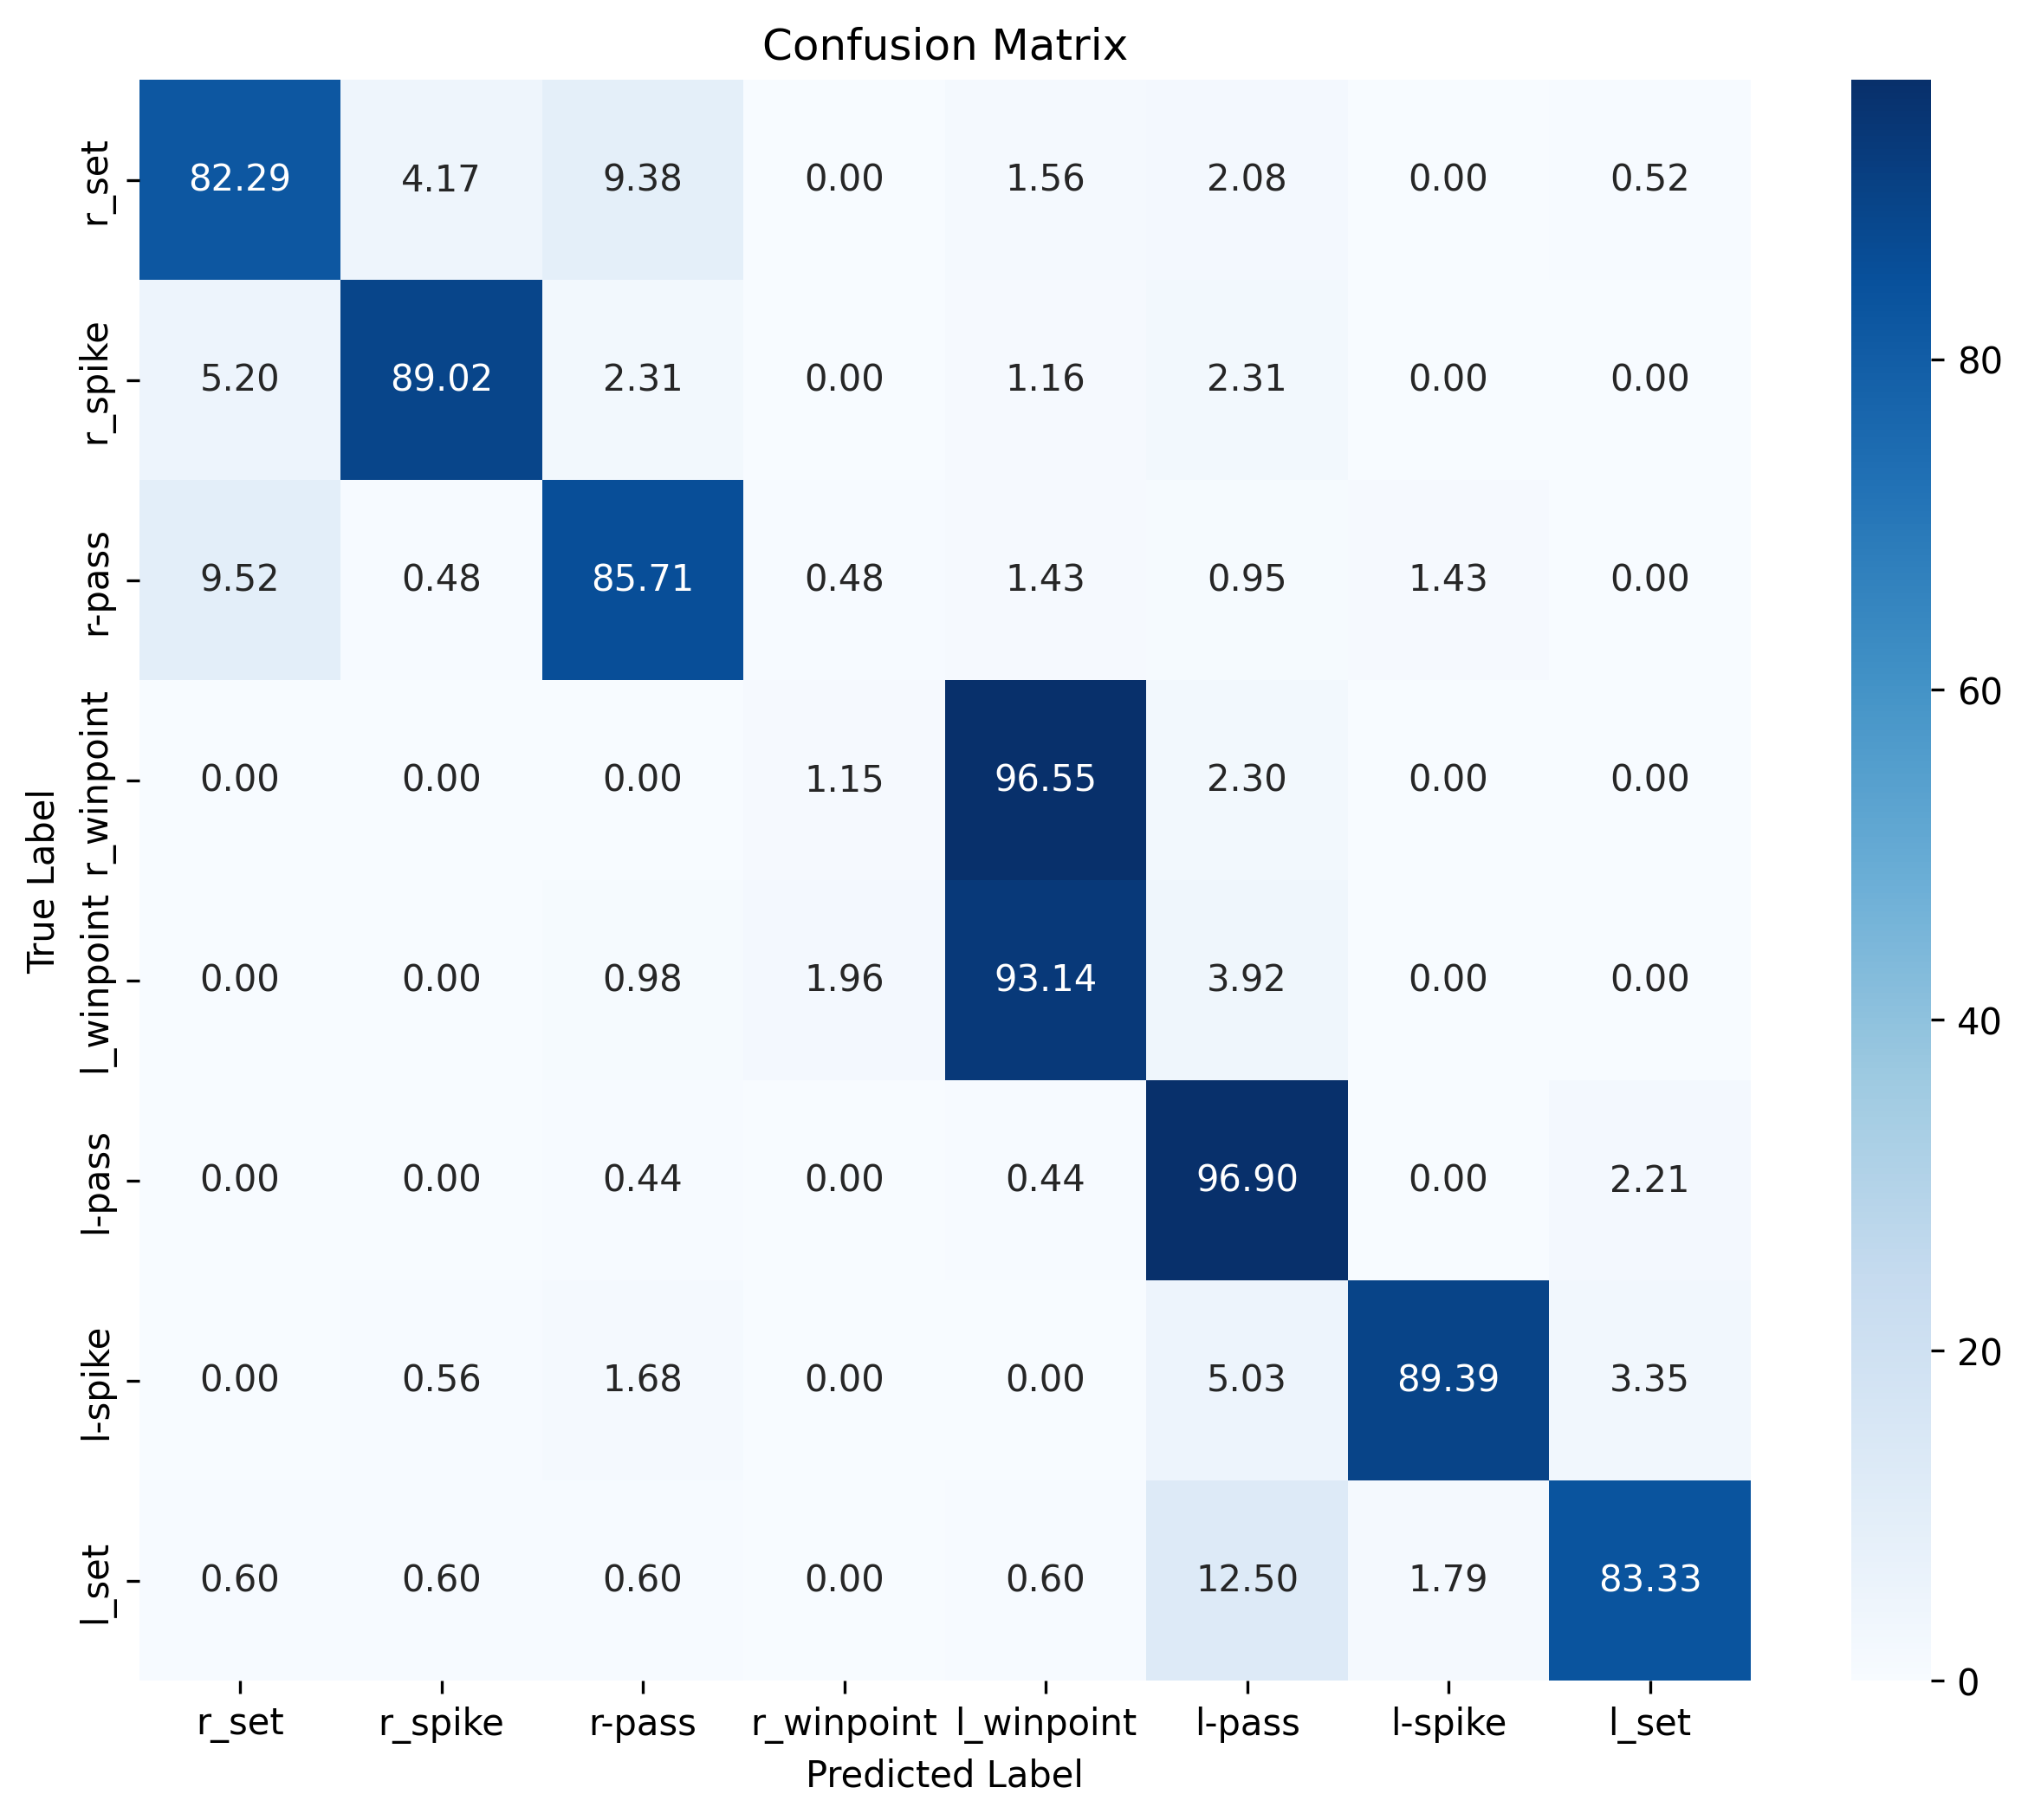 Confusion Matrix
True Label
r_set 82.29 4.17 9.38 0.00 1.56 2.08 0.00 0.52
r_spike 5.20 89.02 2.31 0.00 1.16 2.31 0.00 0.00
r-pass 9.52 0.48 85.71 0.48 1.43 0.95 1.43 0.00
r_winpoint 0.00 0.00 0.00 1.15 96.55 2.30 0.00 0.00
l_winpoint 0.00 0.00 0.98 1.96 93.14 3.92 0.00 0.00
l-pass 0.00 0.00 0.44 0.00 0.44 96.90 0.00 2.21
l-spike 0.00 0.56 1.68 0.00 0.00 5.03 89.39 3.35
l_set 0.60 0.60 0.60 0.00 0.60 12.50 1.79 83.33
r_set r_spike r-pass r_winpoint l_winpoint l-pass l-spike l_set
Predicted Label
80
60
40
20
0